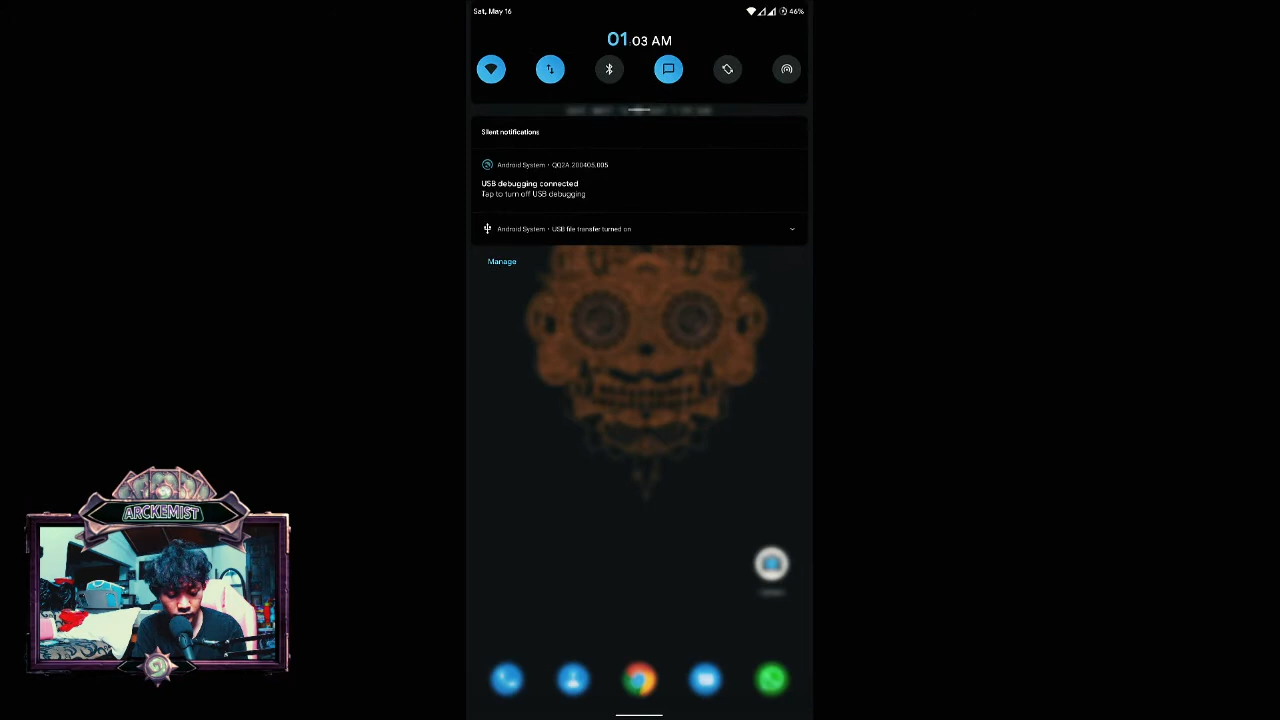 Sat, May 16
46%
01:03 AM
Silent notifications
Android System • QQ2A.200405.005
USB debugging connected
Tap to turn off USB debugging
Android System • USB file transfer turned on
Manage
ARCKEMIST